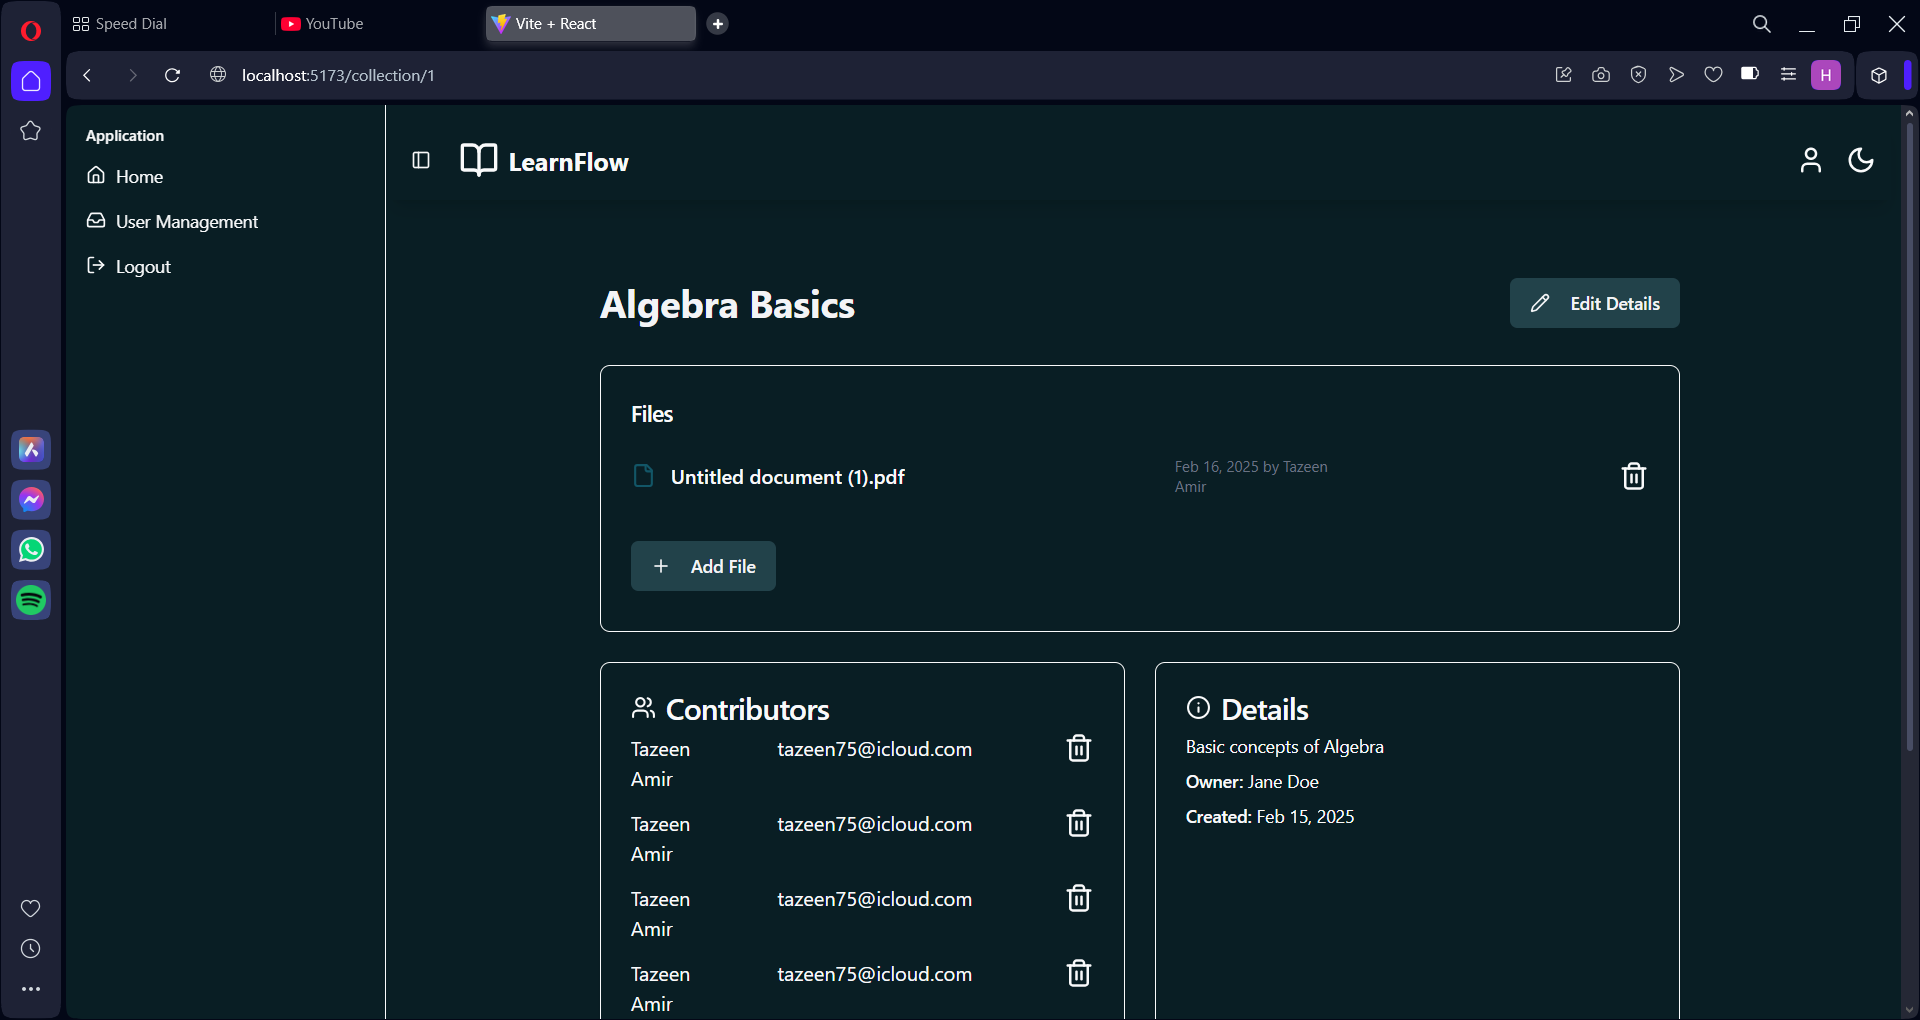 Speed Dial
YouTube
Vite + React
localhost:5173/collection/1
H
Application
Home
User Management
Logout
LearnFlow
Algebra Basics
Edit Details
Files
Untitled document (1).pdf
Feb 16, 2025 by Tazeen
Amir
Add File
Contributors
Tazeen
Amir
tazeen75@icloud.com
Tazeen
Amir
tazeen75@icloud.com
Tazeen
Amir
tazeen75@icloud.com
Tazeen
Amir
tazeen75@icloud.com
Details
Basic concepts of Algebra
Owner: Jane Doe
Created: Feb 15, 2025